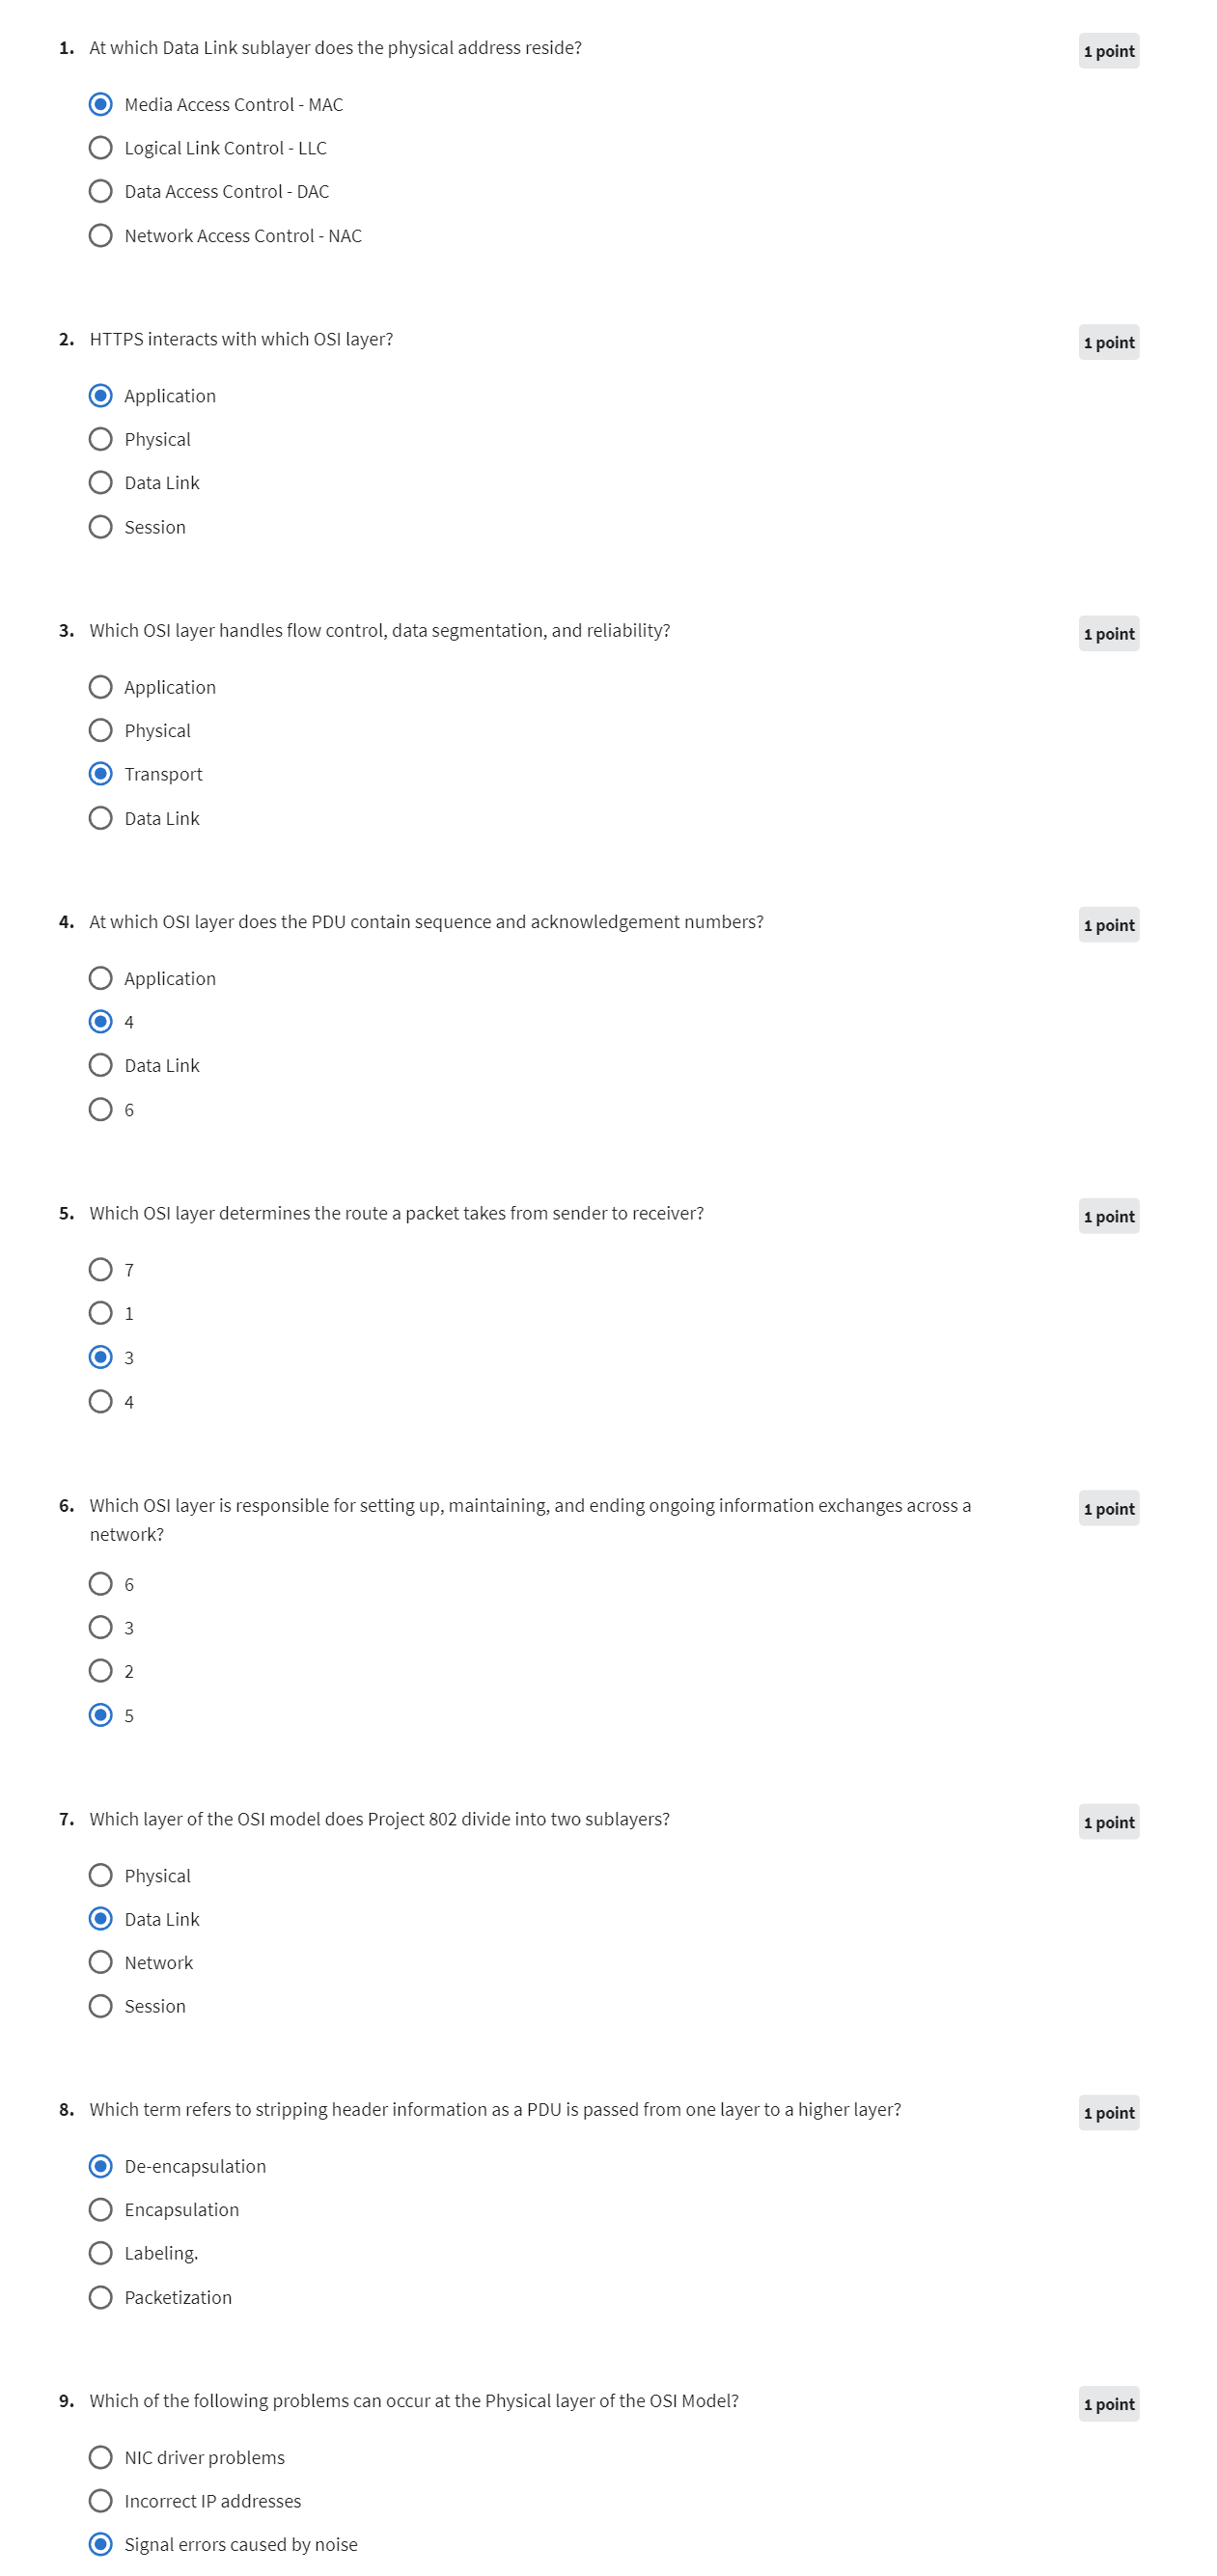 1. At which Data Link sublayer does the physical address reside?
1 point
Media Access Control - MAC
Logical Link Control - LLC
Data Access Control - DAC
Network Access Control - NAC
2. HTTPS interacts with which OSI layer?
1 point
Application
Physical
Data Link
Session
3. Which OSI layer handles flow control, data segmentation, and reliability?
1 point
Application
Physical
Transport
Data Link
4. At which OSI layer does the PDU contain sequence and acknowledgement numbers?
1 point
Application
4
Data Link
6
5. Which OSI layer determines the route a packet takes from sender to receiver?
1 point
7
1
3
4
6. Which OSI layer is responsible for setting up, maintaining, and ending ongoing information exchanges across a
network?
1 point
6
3
2
5
7. Which layer of the OSI model does Project 802 divide into two sublayers?
1 point
Physical
Data Link
Network
Session
8. Which term refers to stripping header information as a PDU is passed from one layer to a higher layer?
1 point
De-encapsulation
Encapsulation
Labeling.
Packetization
9. Which of the following problems can occur at the Physical layer of the OSI Model?
1 point
NIC driver problems
Incorrect IP addresses
Signal errors caused by noise